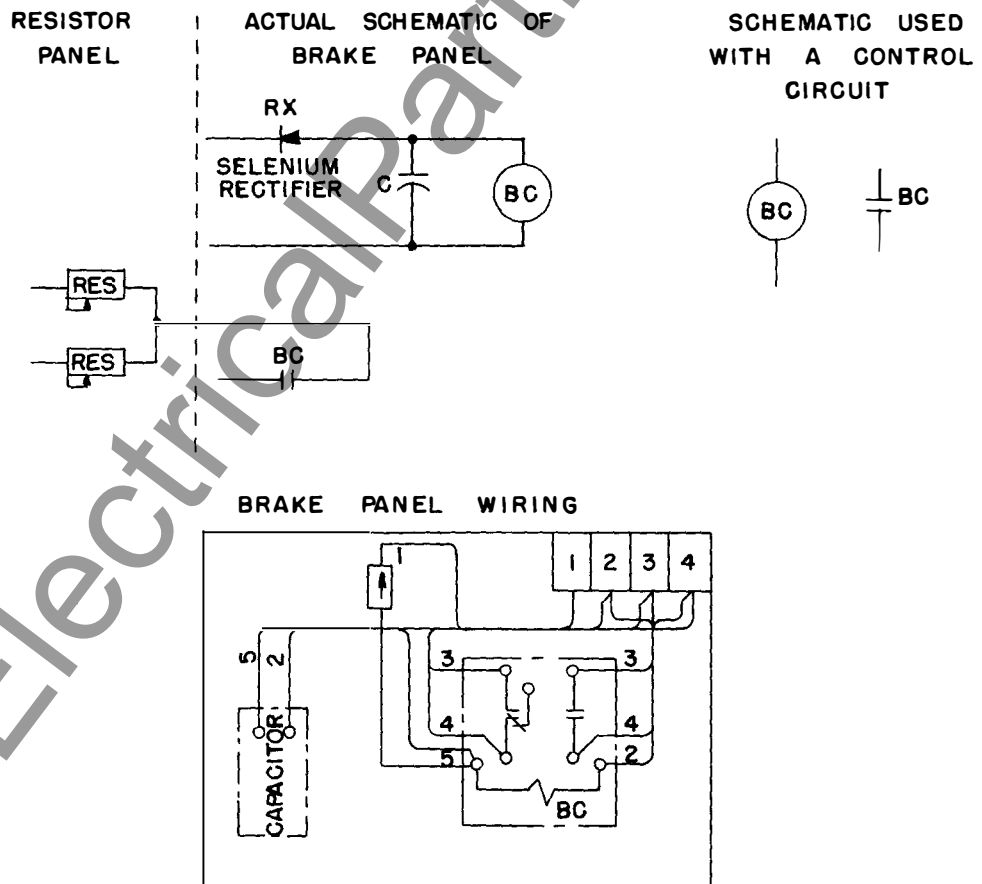 RESISTOR PANEL
ACTUAL SCHEMATIC OF BRAKE PANEL
SCHEMATIC USED WITH A CONTROL CIRCUIT
RX
SELENIUM RECTIFIER
C
BC
BC
BC
RES
RES
BC
BRAKE PANEL WIRING
1
1 2 3 4
5
2
3
3
4
4
5
2
CAPACITOR
BC
ElectricalPart